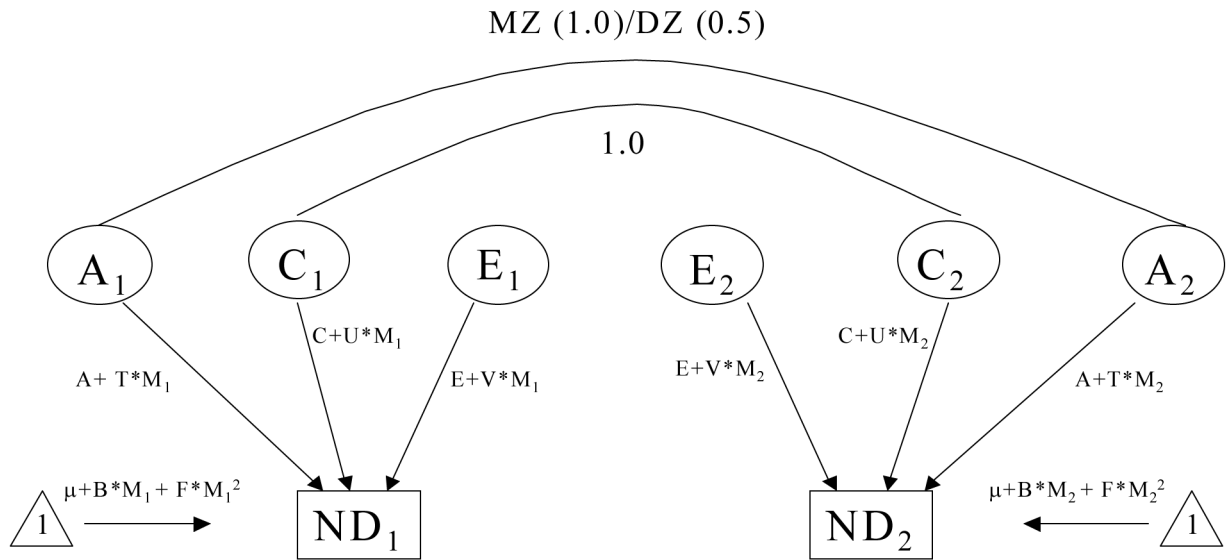 MZ (1.0)/DZ (0.5)
1.0
A₁ C₁ E₁ E₂ C₂ A₂
C+U*M₁ C+U*M₂
A+ T*M₁ E+V*M₁ E+V*M₂ A+T*M₂
μ+B*M₁ + F*M₁² μ+B*M₂ + F*M₂²
1 ND₁ ND₂ 1